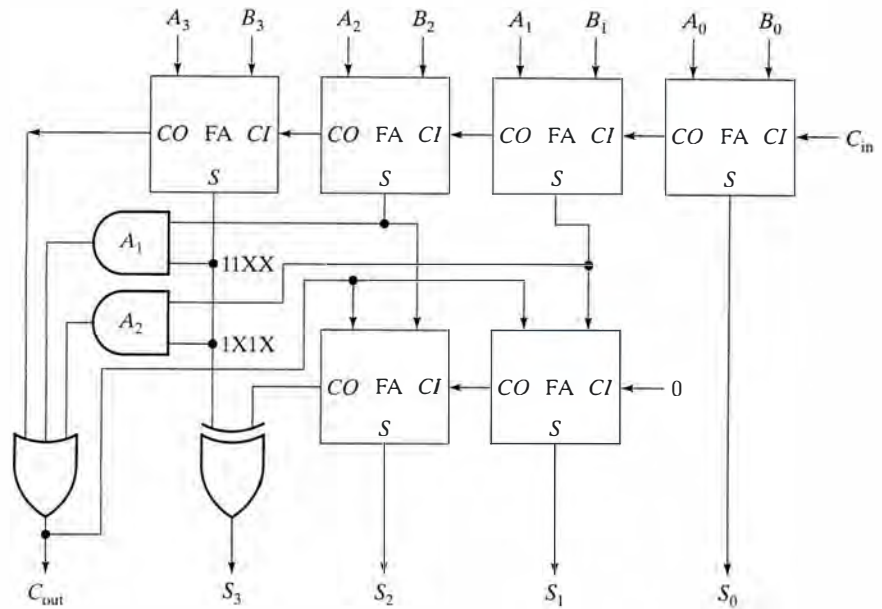 A3 B3 A2 B2 A1 B1 A0 B0
CO FA CI CO FA CI CO FA CI CO FA CI Cin
S S S S
A1 11XX
A2 1X1X
CO FA CI CO FA CI 0
S S
Cout S3 S2 S1 S0